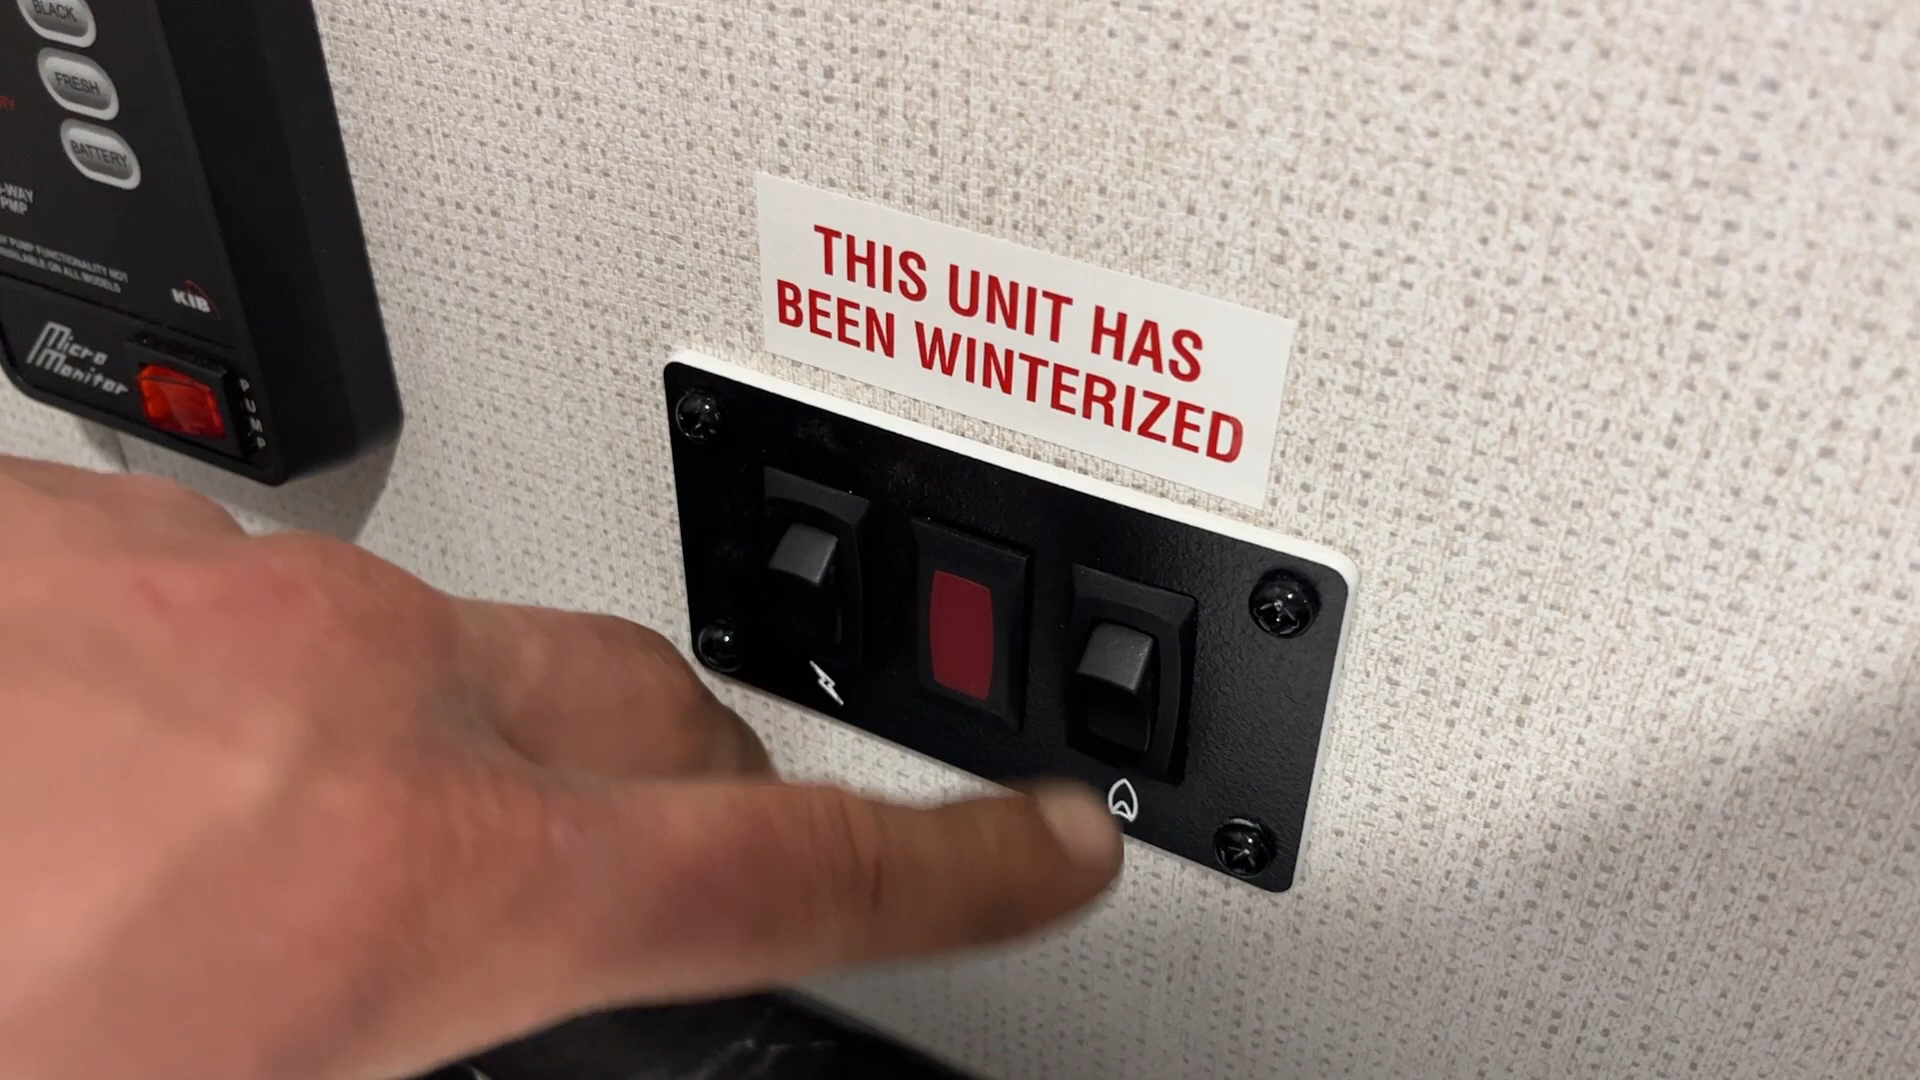 BLACK
FRESH
BATTERY
-WAY
PMP
PUMP FUNCTIONALITY NOT
AVAILABLE ON ALL MODELS
KIB
Micro
Monitor
PUMP
THIS UNIT HAS
BEEN WINTERIZED